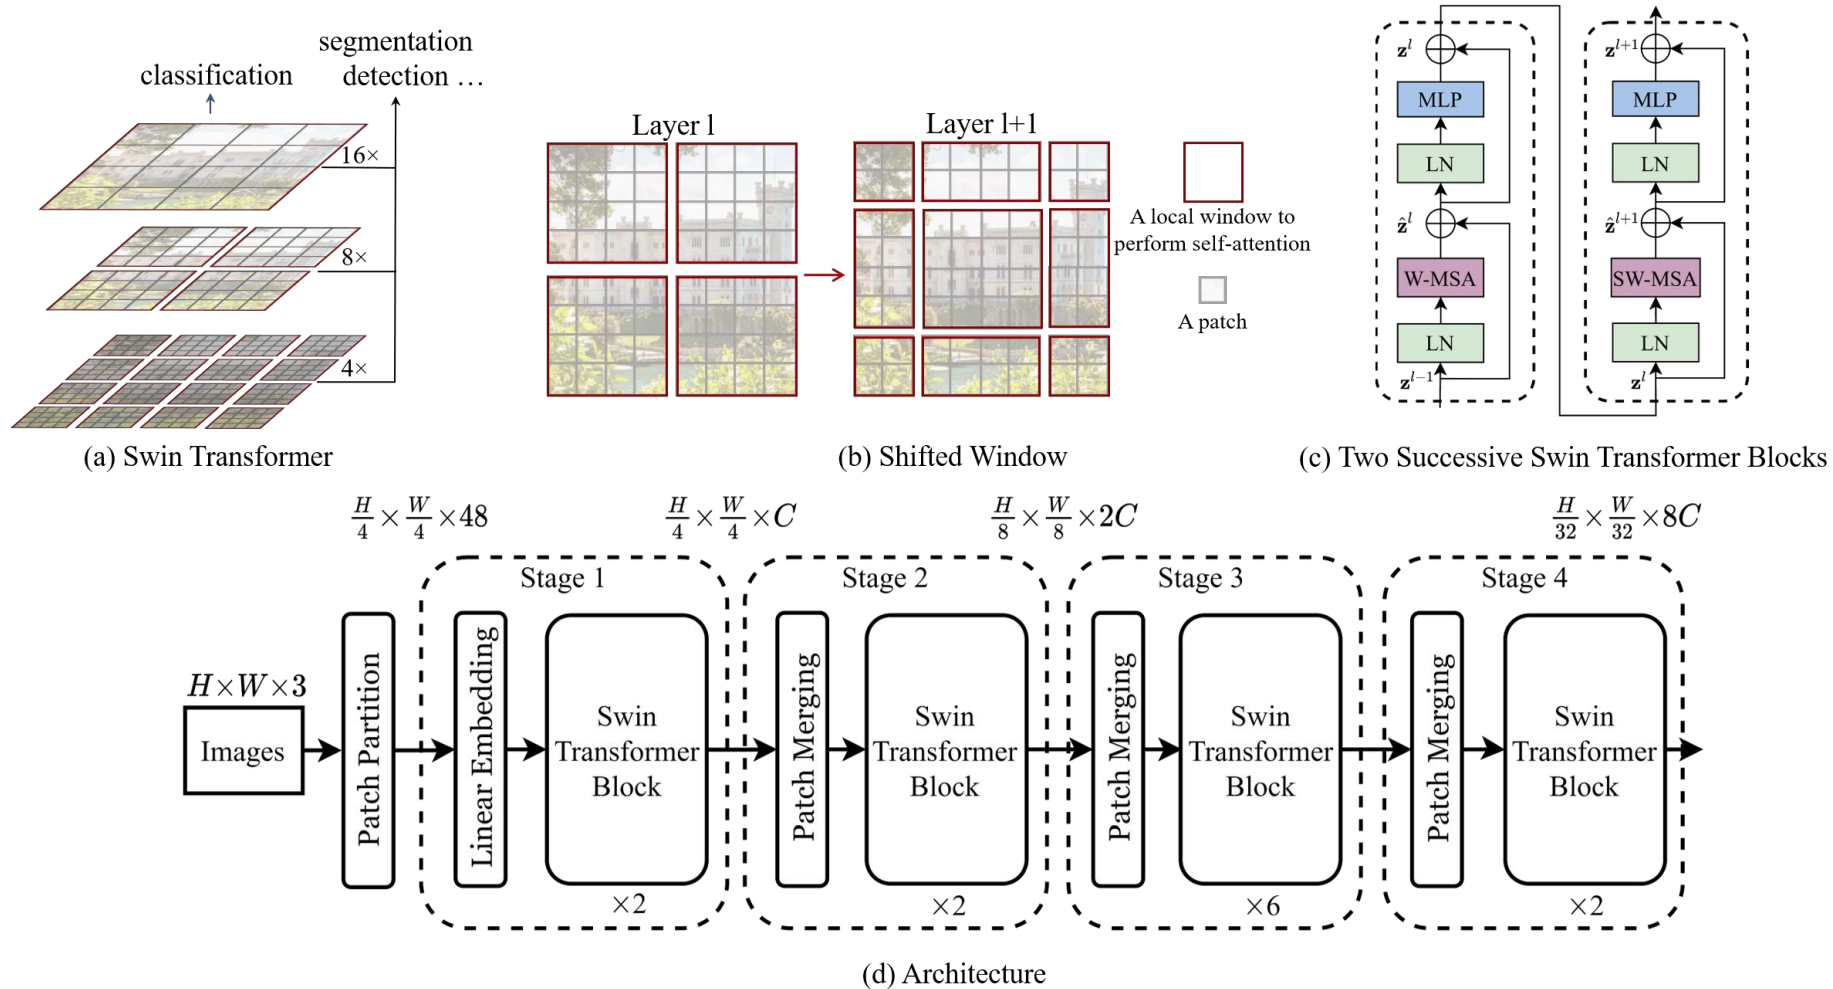 classification
segmentation
detection …
16×
8×
4×
(a) Swin Transformer
Layer l
Layer l+1
A local window to
perform self-attention
A patch
(b) Shifted Window
z^l
MLP
LN
ẑ^l
W-MSA
LN
z^{l-1}
z^{l+1}
MLP
LN
ẑ^{l+1}
SW-MSA
LN
z^l
(c) Two Successive Swin Transformer Blocks
H/4 × W/4 × 48
H/4 × W/4 × C
H/8 × W/8 × 2C
H/32 × W/32 × 8C
Stage 1
Stage 2
Stage 3
Stage 4
H×W×3
Images
Patch Partition
Linear Embedding
Swin
Transformer
Block
×2
Patch Merging
Swin
Transformer
Block
×2
Patch Merging
Swin
Transformer
Block
×6
Patch Merging
Swin
Transformer
Block
×2
(d) Architecture